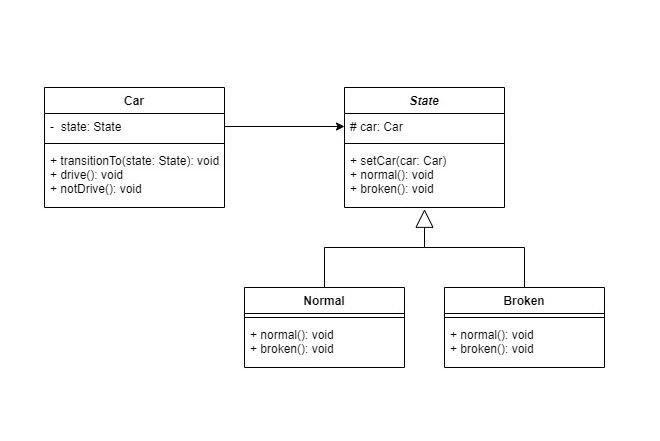 Car
- state: State
+ transitionTo(state: State): void
+ drive(): void
+ notDrive(): void
State
# car: Car
+ setCar(car: Car)
+ normal(): void
+ broken(): void
Normal
+ normal(): void
+ broken(): void
Broken
+ normal(): void
+ broken(): void